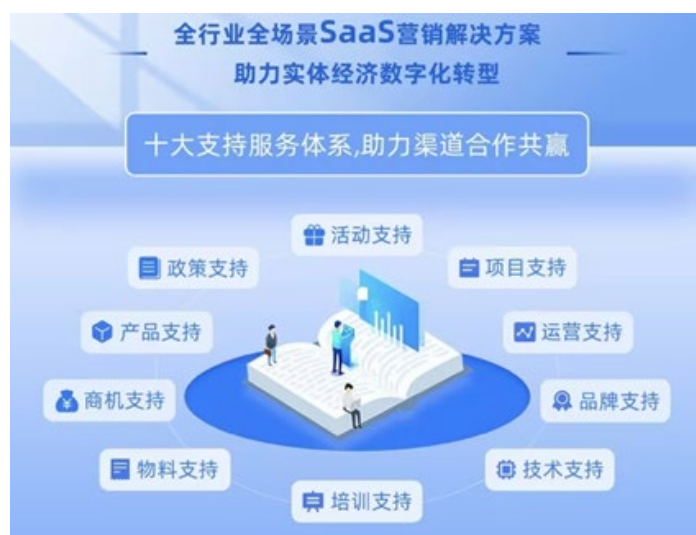 全行业全场景SaaS营销解决方案
助力实体经济数字化转型
十大支持服务体系,助力渠道合作共赢
活动支持
政策支持
项目支持
产品支持
运营支持
商机支持
品牌支持
物料支持
技术支持
培训支持